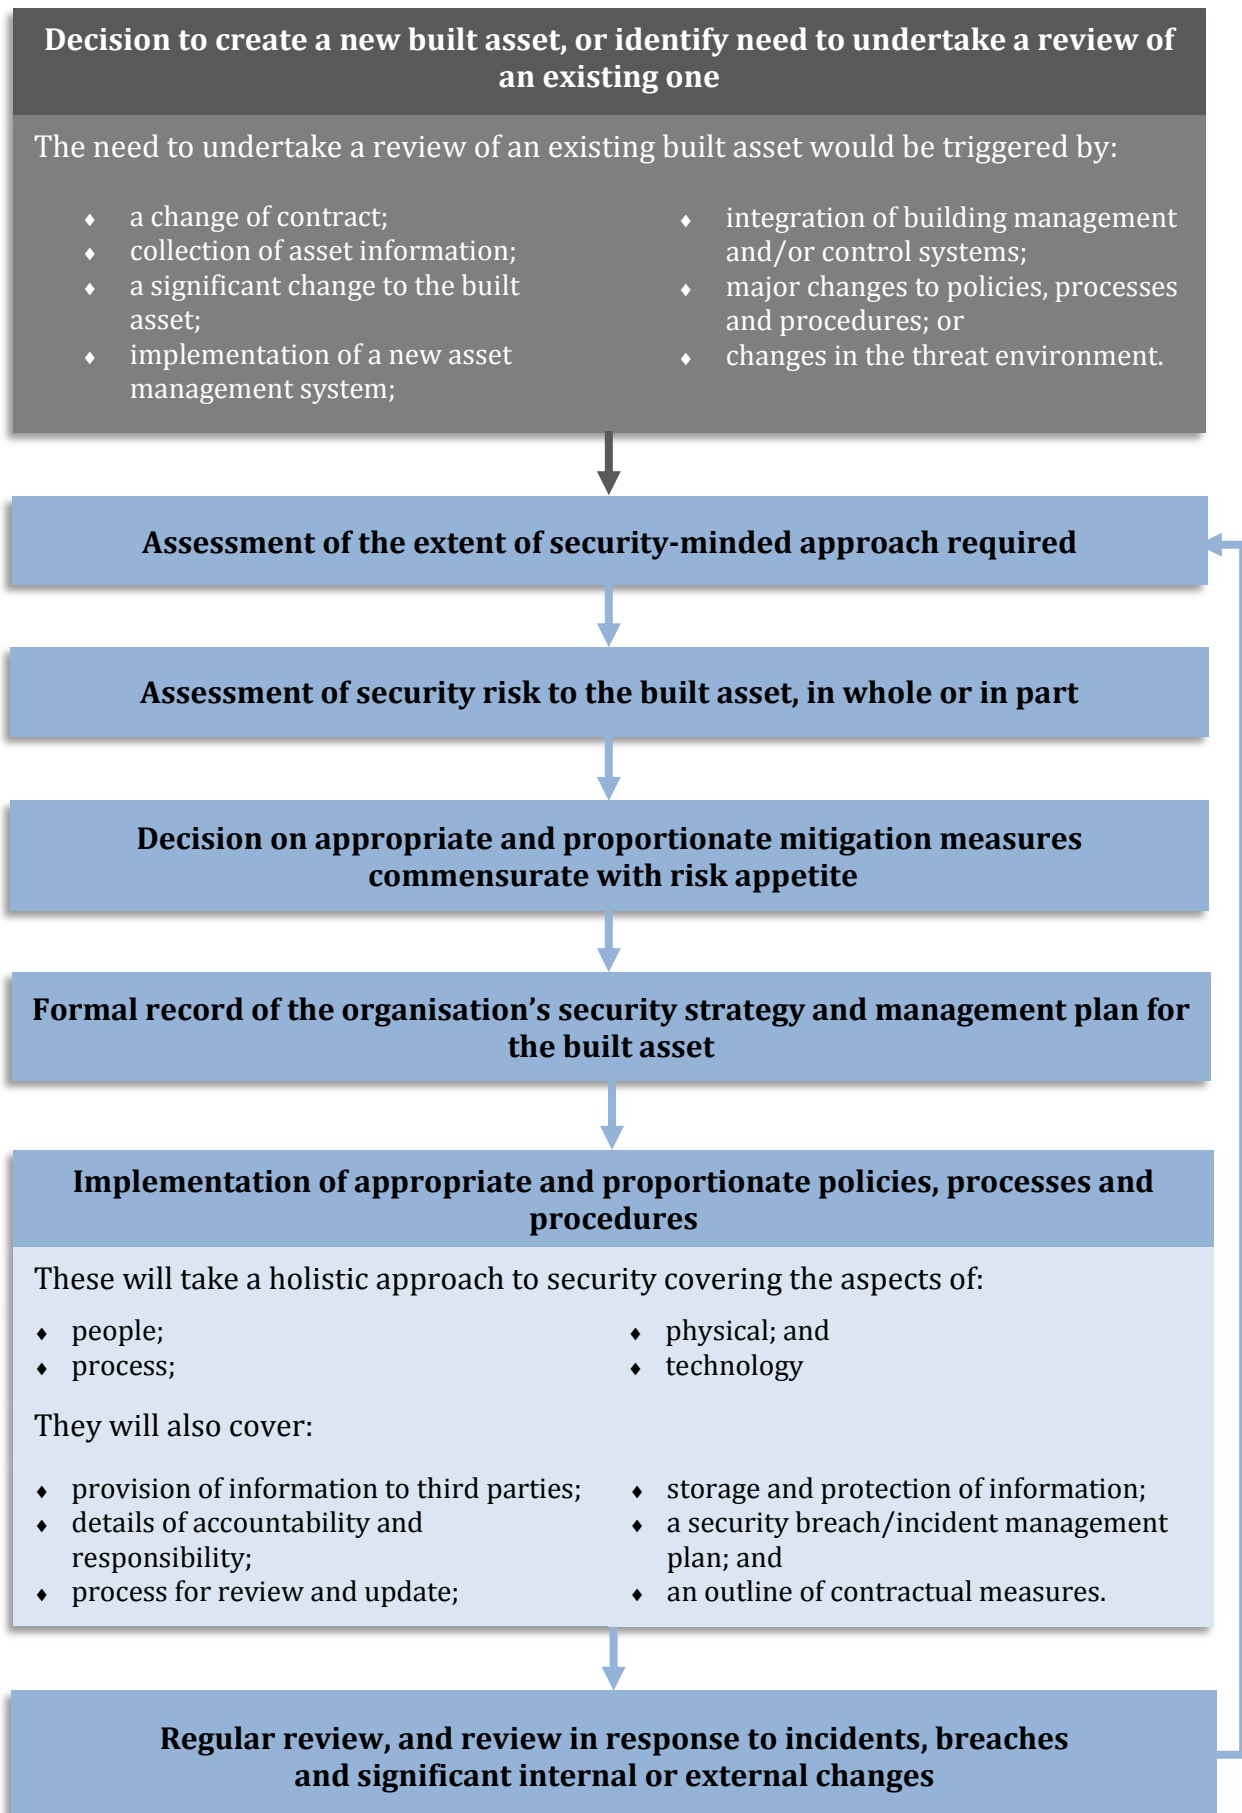 Decision to create a new built asset, or identify need to undertake a review of
an existing one
The need to undertake a review of an existing built asset would be triggered by:
♦ a change of contract;
♦ collection of asset information;
♦ a significant change to the built
asset;
♦ implementation of a new asset
management system;
♦ integration of building management
and/or control systems;
♦ major changes to policies, processes
and procedures; or
♦ changes in the threat environment.
Assessment of the extent of security-minded approach required
Assessment of security risk to the built asset, in whole or in part
Decision on appropriate and proportionate mitigation measures
commensurate with risk appetite
Formal record of the organisation’s security strategy and management plan for
the built asset
Implementation of appropriate and proportionate policies, processes and
procedures
These will take a holistic approach to security covering the aspects of:
♦ people;
♦ process;
♦ physical; and
♦ technology
They will also cover:
♦ provision of information to third parties;
♦ details of accountability and
responsibility;
♦ process for review and update;
♦ storage and protection of information;
♦ a security breach/incident management
plan; and
♦ an outline of contractual measures.
Regular review, and review in response to incidents, breaches
and significant internal or external changes